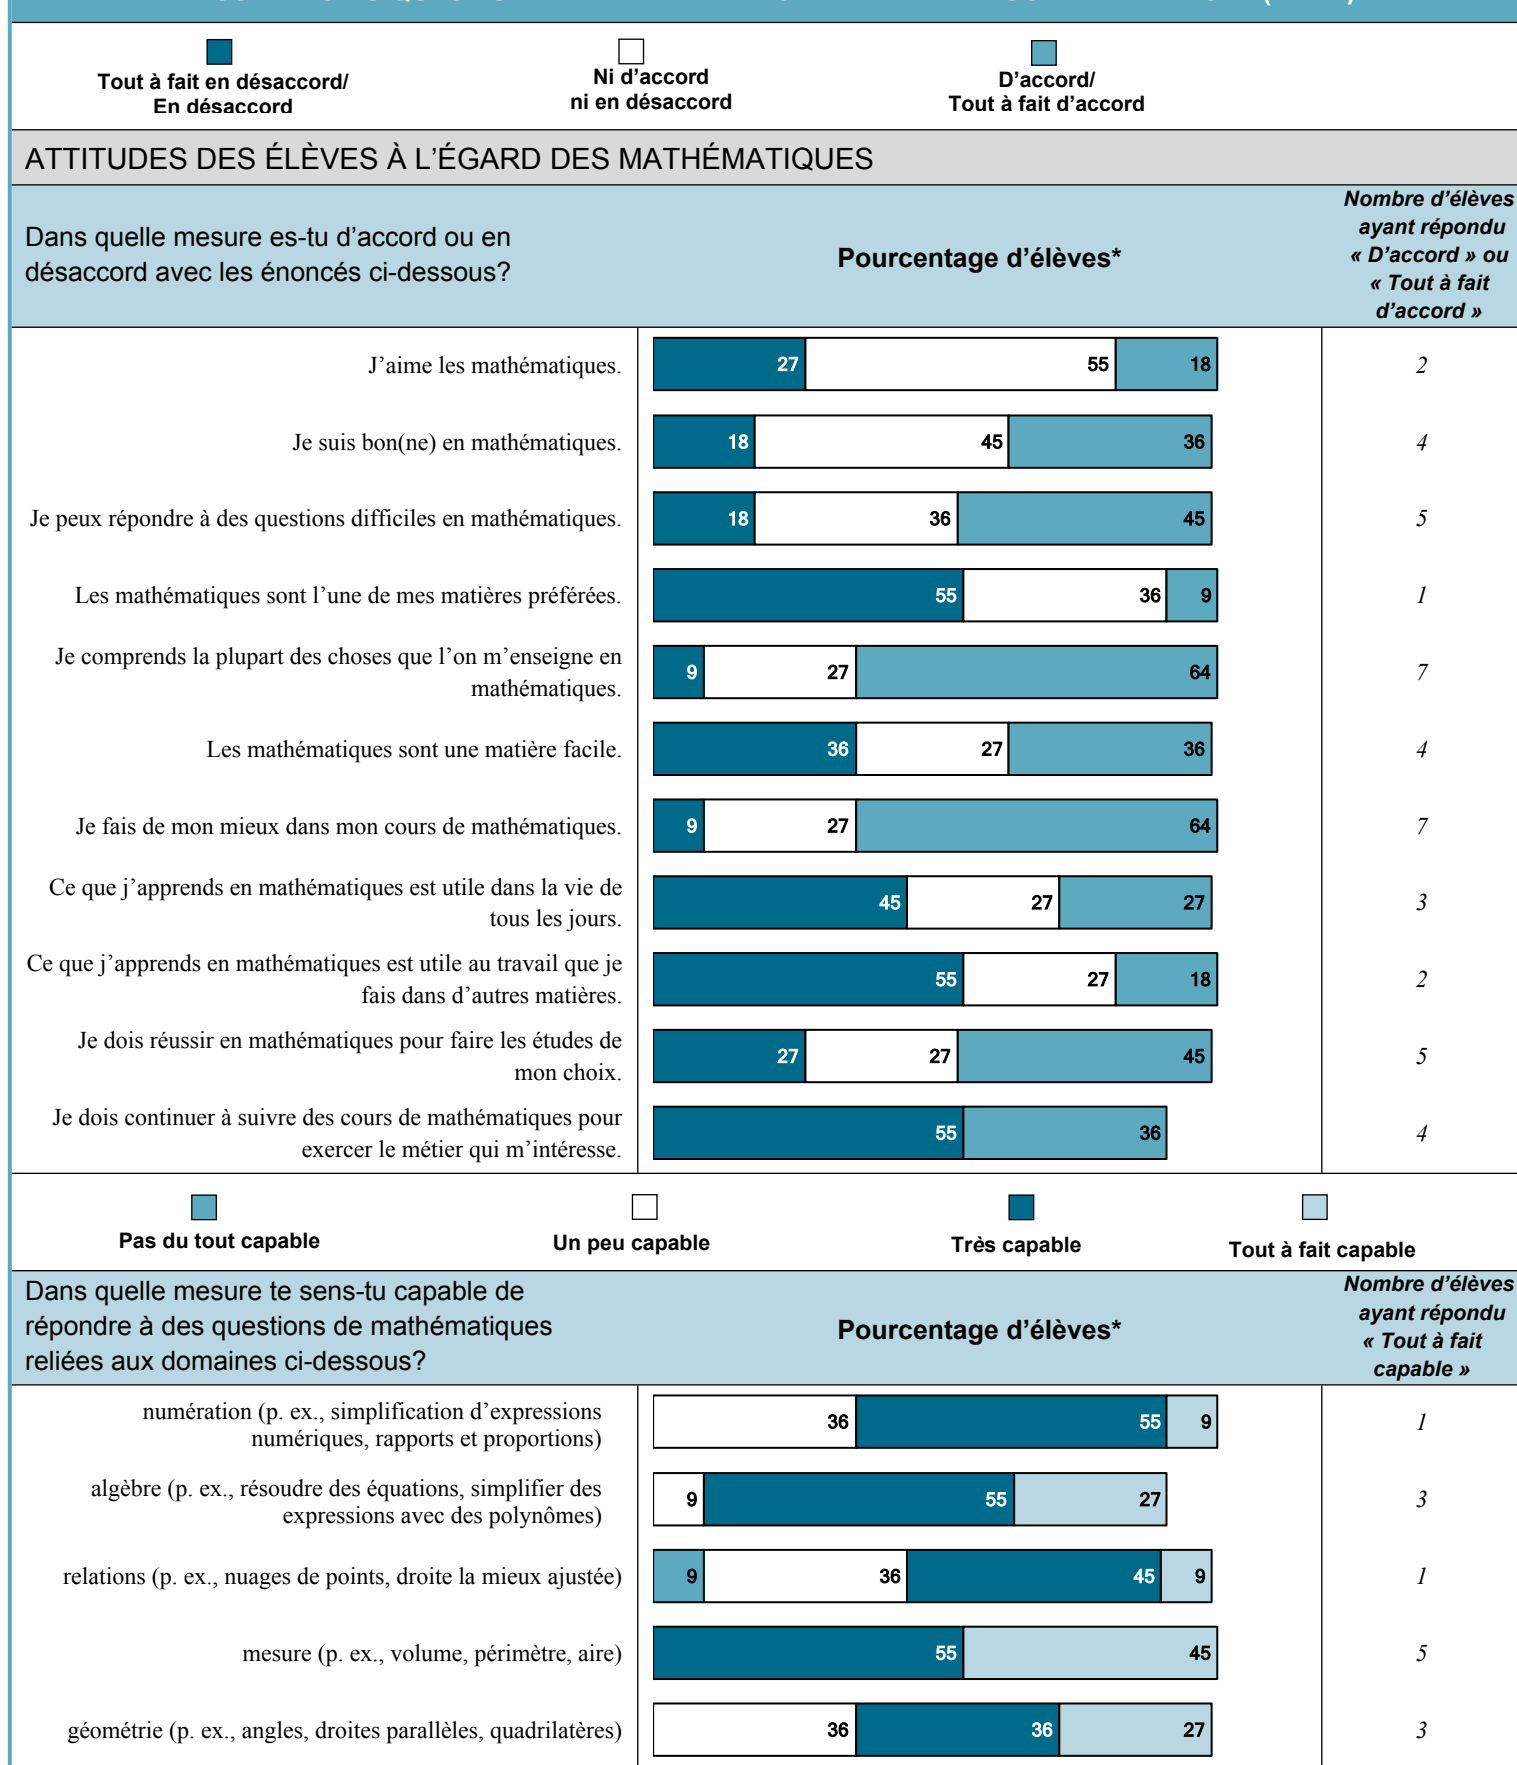 Tout à fait en désaccord/
En désaccord
Ni d'accord
ni en désaccord
D'accord/
Tout à fait d'accord
ATTITUDES DES ÉLÈVES À L'ÉGARD DES MATHÉMATIQUES
Dans quelle mesure es-tu d'accord ou en
désaccord avec les énoncés ci-dessous?
Pourcentage d'élèves*
Nombre d'élèves
ayant répondu
« D'accord » ou
« Tout à fait
d'accord »
J'aime les mathématiques.
27 55 18 2
Je suis bon(ne) en mathématiques.
18 45 36 4
Je peux répondre à des questions difficiles en mathématiques.
18 36 45 5
Les mathématiques sont l'une de mes matières préférées.
55 36 9 1
Je comprends la plupart des choses que l'on m'enseigne en
mathématiques.
9 27 64 7
Les mathématiques sont une matière facile.
36 27 36 4
Je fais de mon mieux dans mon cours de mathématiques.
9 27 64 7
Ce que j'apprends en mathématiques est utile dans la vie de
tous les jours.
45 27 27 3
Ce que j'apprends en mathématiques est utile au travail que je
fais dans d'autres matières.
55 27 18 2
Je dois réussir en mathématiques pour faire les études de
mon choix.
27 27 45 5
Je dois continuer à suivre des cours de mathématiques pour
exercer le métier qui m'intéresse.
55 36 4
Pas du tout capable
Un peu capable
Très capable
Tout à fait capable
Dans quelle mesure te sens-tu capable de
répondre à des questions de mathématiques
reliées aux domaines ci-dessous?
Pourcentage d'élèves*
Nombre d'élèves
ayant répondu
« Tout à fait
capable »
numération (p. ex., simplification d'expressions
numériques, rapports et proportions)
36 55 9 1
algèbre (p. ex., résoudre des équations, simplifier des
expressions avec des polynômes)
9 55 27 3
relations (p. ex., nuages de points, droite la mieux ajustée)
9 36 45 9 1
mesure (p. ex., volume, périmètre, aire)
55 45 5
géométrie (p. ex., angles, droites parallèles, quadrilatères)
36 36 27 3